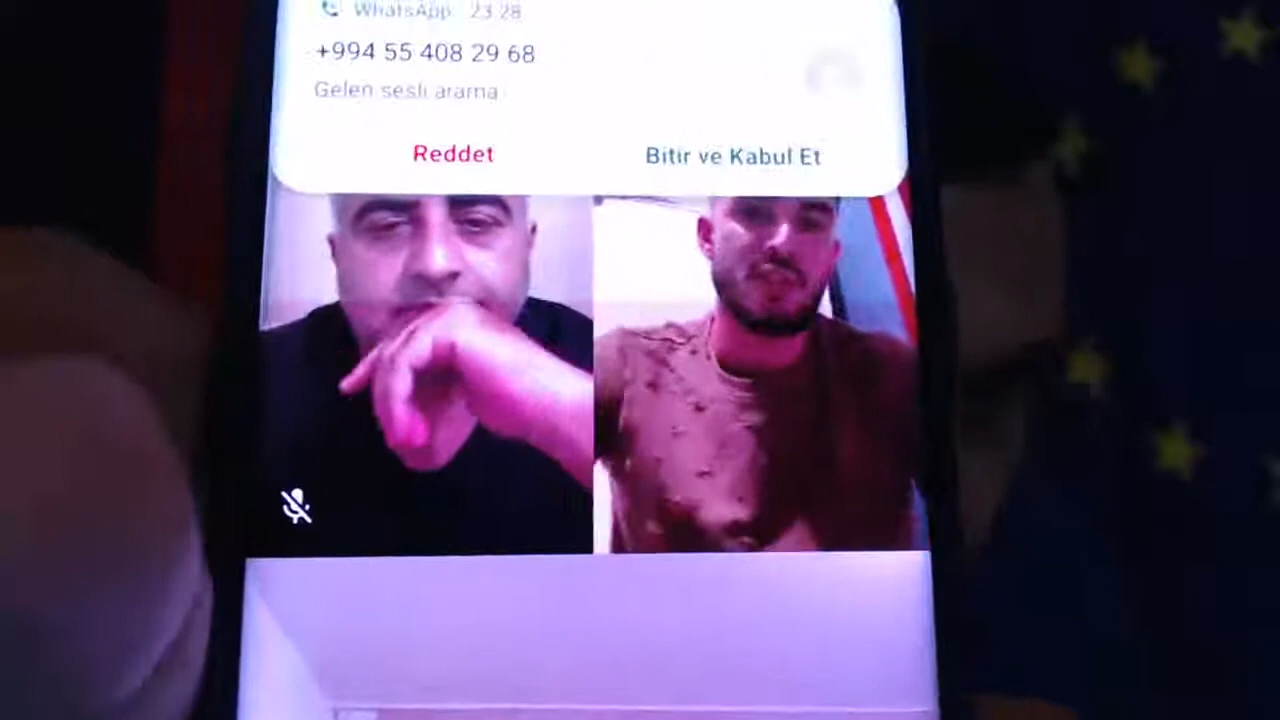 WhatsApp 23 28
+994 55 408 29 68
Gelen sesli arama
Reddet
Bitir ve Kabul Et